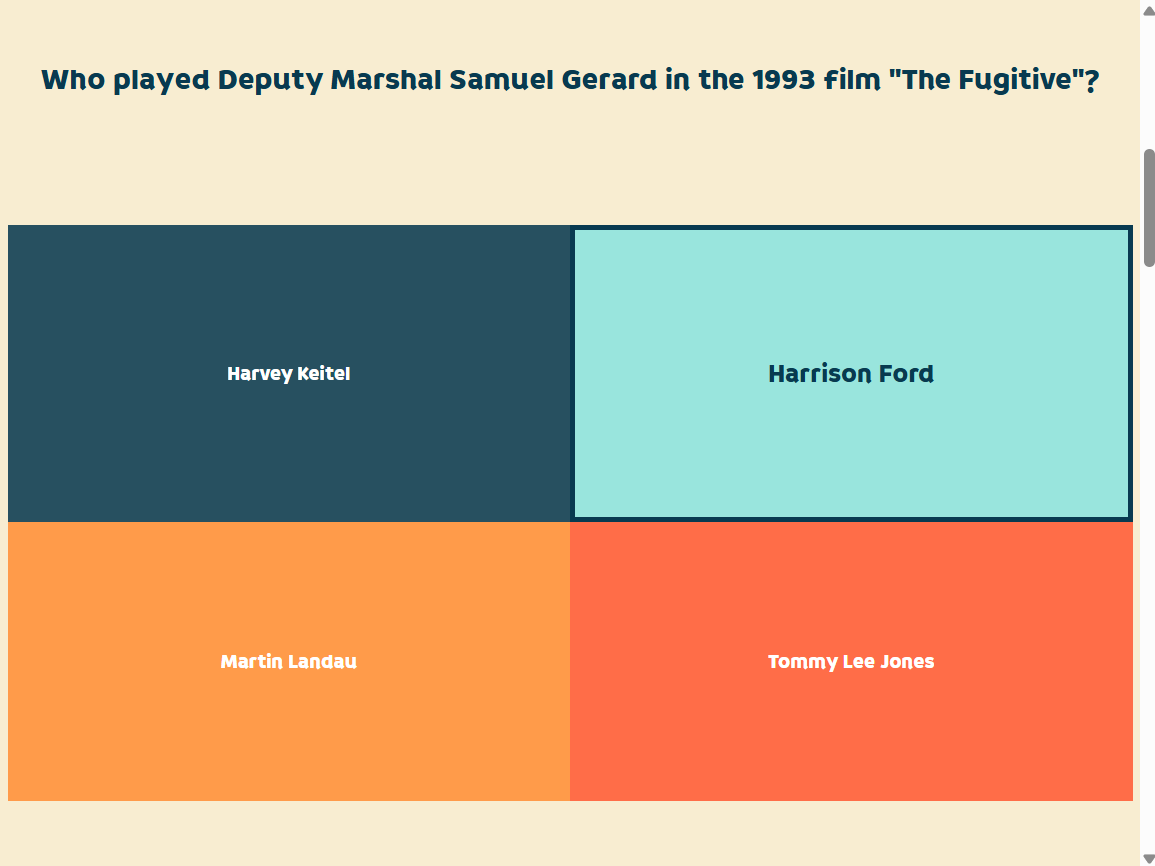 Who played Deputy Marshal Samuel Gerard in the 1993 film "The Fugitive"?
Harvey Keitel
Harrison Ford
Martin Landau
Tommy Lee Jones